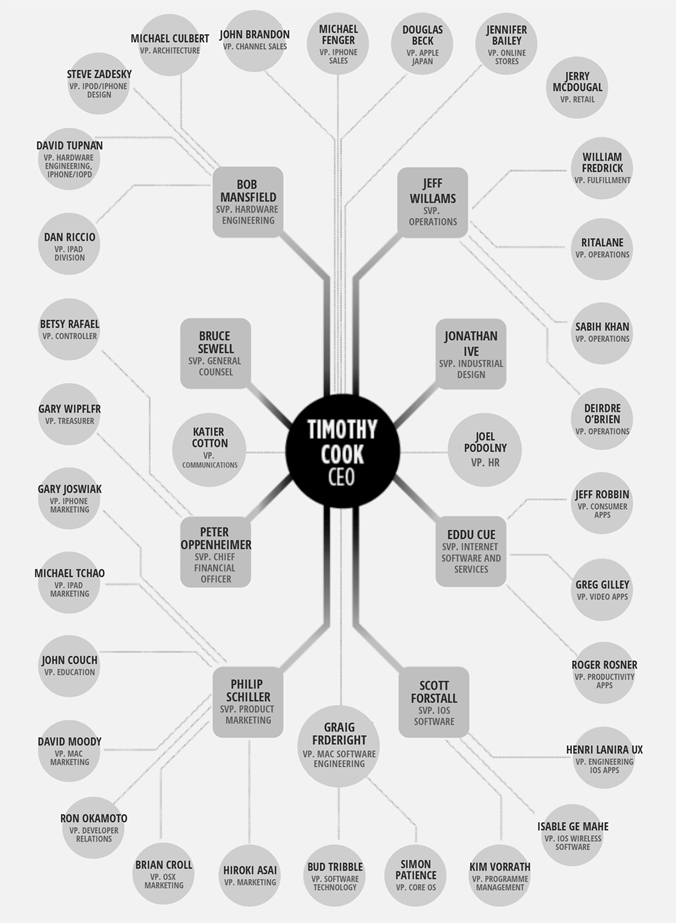 MICHAEL CULBERT
VP. ARCHITECTURE
JOHN BRANDON
VP. CHANNEL SALES
MICHAEL
FENGER
VP. IPHONE
SALES
DOUGLAS
BECK
VP. APPLE
JAPAN
JENNIFER
BAILEY
VP. ONLINE
STORES
STEVE ZADESKY
VP. IPOD/IPHONE
DESIGN
JERRY
MCDOUGAL
VP. RETAIL
DAVID TUPNAN
VP. HARDWARE
ENGINEERING,
IPHONE/IOPD
BOB
MANSFIELD
SVP. HARDWARE
ENGINEERING
JEFF
WILLAMS
SVP.
OPERATIONS
WILLIAM
FREDRICK
VP. FULFILLMENT
DAN RICCIO
VP. IPAD
DIVISION
RITALANE
VP. OPERATIONS
BETSY RAFAEL
VP. CONTROLLER
BRUCE
SEWELL
SVP. GENERAL
COUNSEL
JONATHAN
IVE
SVP. INDUSTRIAL
DESIGN
SABIH KHAN
VP. OPERATIONS
GARY WIPFLFR
VP. TREASURER
KATIER
COTTON
VP.
COMMUNICATIONS
TIMOTHY
COOK
CEO
JOEL
PODOLNY
VP. HR
DEIRDRE
O'BRIEN
VP. OPERATIONS
GARY JOSWIAK
VP. IPHONE
MARKETING
PETER
OPPENHEIMER
SVP. CHIEF
FINANCIAL
OFFICER
EDDU CUE
SVP. INTERNET
SOFTWARE AND
SERVICES
JEFF ROBBIN
VP. CONSUMER
APPS
MICHAEL TCHAO
VP. IPAD
MARKETING
GREG GILLEY
VP. VIDEO APPS
JOHN COUCH
VP. EDUCATION
PHILIP
SCHILLER
SVP. PRODUCT
MARKETING
SCOTT
FORSTALL
SVP. IOS
SOFTWARE
ROGER ROSNER
VP. PRODUCTIVITY
APPS
DAVID MOODY
VP. MAC
MARKETING
GRAIG
FRDERIGHT
VP. MAC SOFTWARE
ENGINEERING
HENRI LANIRA UX
VP. ENGINEERING
IOS APPS
RON OKAMOTO
VP. DEVELOPER
RELATIONS
ISABLE GE MAHE
VP. IOS WIRELESS
SOFTWARE
BRIAN CROLL
VP. OSX
MARKETING
HIROKI ASAI
VP. MARKETING
BUD TRIBBLE
VP. SOFTWARE
TECHNOLOGY
SIMON
PATIENCE
VP. CORE OS
KIM VORRATH
VP. PROGRAMME
MANAGEMENT